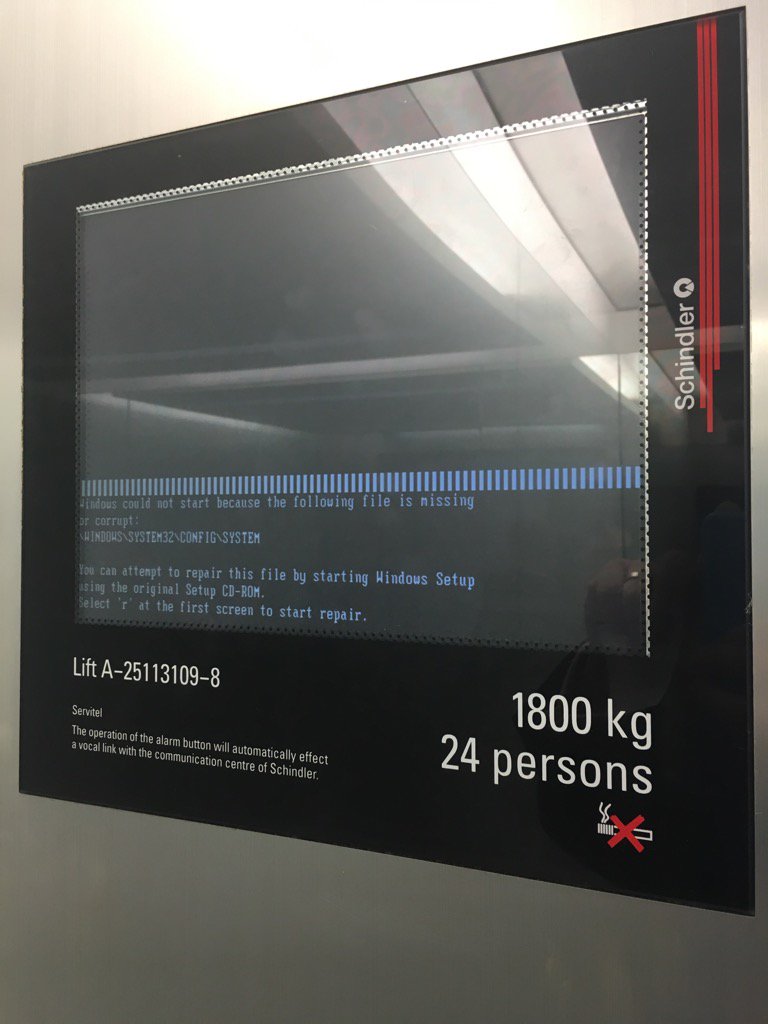 Schindler
Windows could not start because the following file is missing
or corrupt:
\WINDOWS\SYSTEM32\CONFIG\SYSTEM
You can attempt to repair this file by starting Windows Setup
using the original Setup CD-ROM.
Select 'r' at the first screen to start repair.
Lift A-25113109-8
Servitel
The operation of the alarm button will automatically effect
a vocal link with the communication centre of Schindler.
1800 kg
24 persons